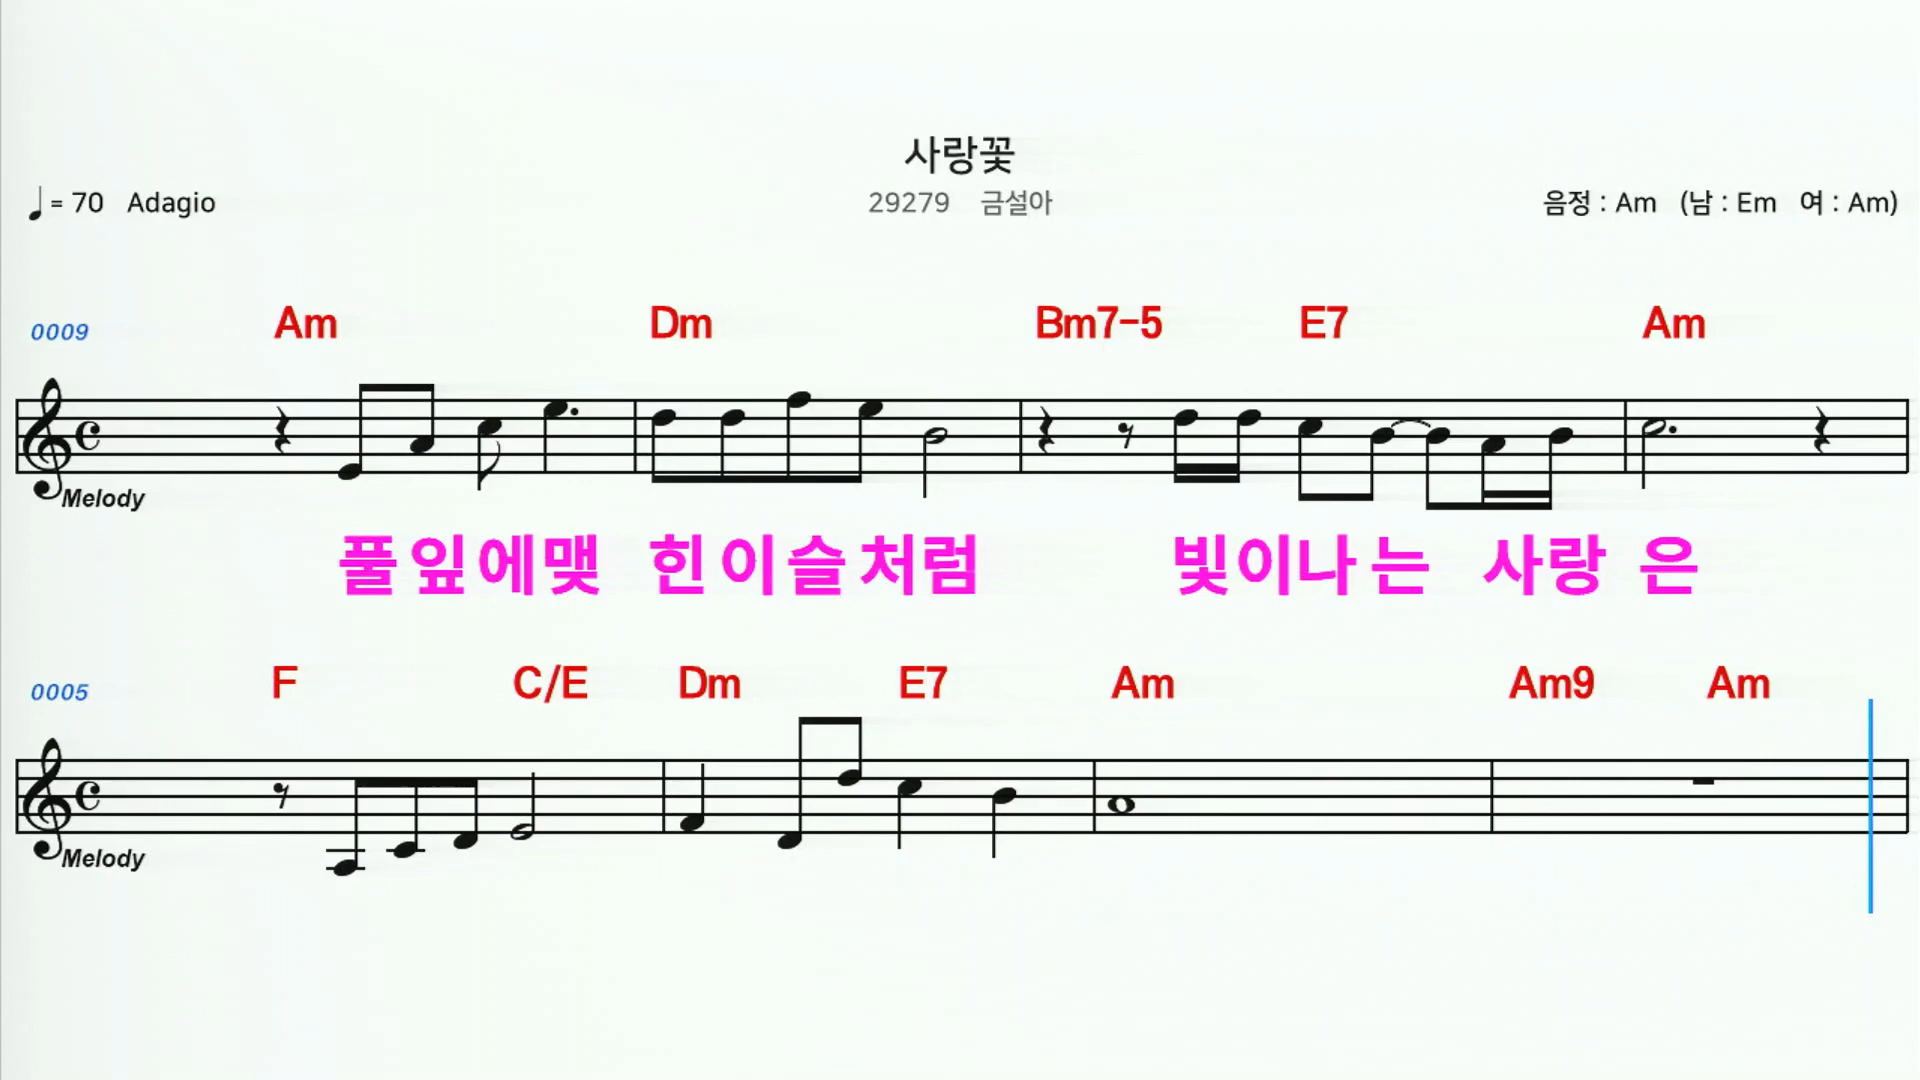 사랑꽃
♩ = 70 Adagio 29279 금설아 음정 : Am (남 : Em 여 : Am)
0009 Am Dm Bm7-5 E7 Am
Melody
풀잎에맺 힌이슬처럼 빛이나는 사랑 은
0005 F C/E Dm E7 Am Am9 Am
Melody